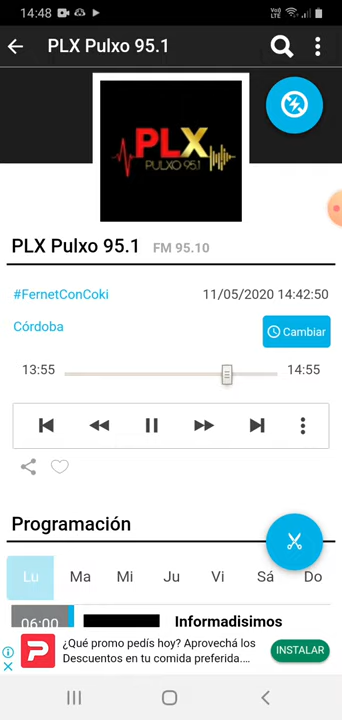 14:48
PLX Pulxo 95.1
PLX
PULXO 95.1
PLX Pulxo 95.1 FM 95.10
#FernetConCoki 11/05/2020 14:42:50
Córdoba Cambiar
13:55 14:55
Programación
Lu Ma Mi Ju Vi Sá Do
06:00 Informadisimos
¿Qué promo pedís hoy? Aprovechá los
Descuentos en tu comida preferida....
INSTALAR